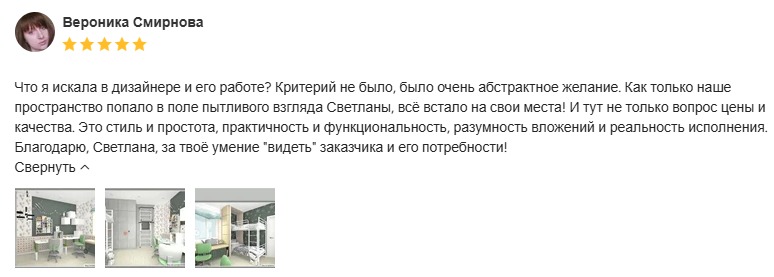 Вероника Смирнова
Что я искала в дизайнере и его работе? Критерий не было, было очень абстрактное желание. Как только наше
пространство попало в поле пытливого взгляда Светланы, всё встало на свои места! И тут не только вопрос цены и
качества. Это стиль и простота, практичность и функциональность, разумность вложений и реальность исполнения.
Благодарю, Светлана, за твоё умение "видеть" заказчика и его потребности!
Свернуть